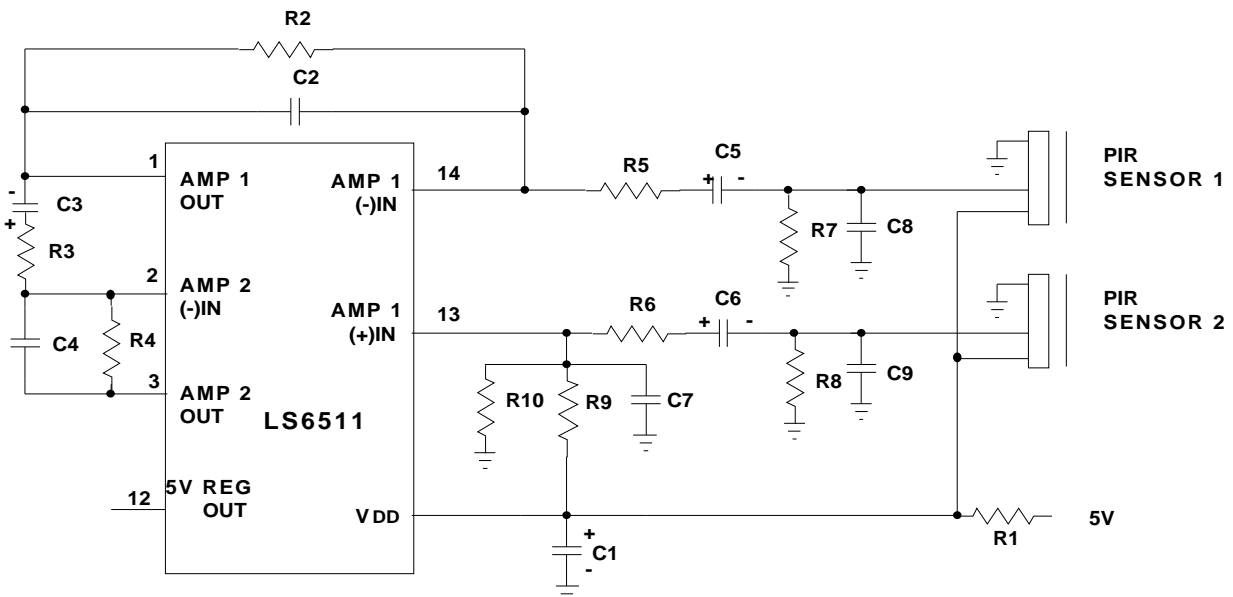 R2
C2
1
AMP 1
OUT
AMP 1
(-)IN
14
R5
C5
+ -
R7
C8
PIR
SENSOR 1
-
C3
+
R3
2
AMP 2
(-)IN
C4
R4
3
AMP 2
OUT
AMP 1
(+)IN
13
R6
C6
+ -
R8
C9
PIR
SENSOR 2
LS6511
R10
R9
C7
12
5V REG
OUT
VDD
+
C1
-
R1
5V